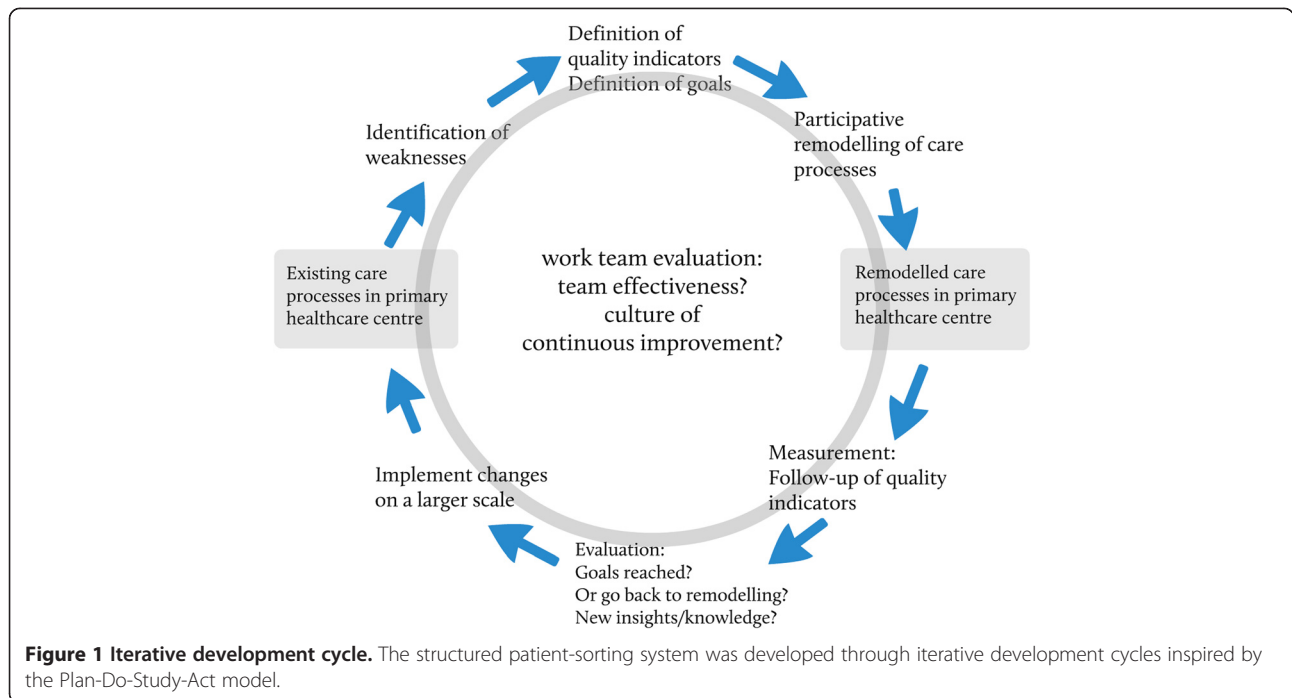 Definition of
quality indicators
Definition of goals
Participative
remodelling of care
processes
Remodelled care
processes in primary
healthcare centre
Measurement:
Follow-up of quality
indicators
Evaluation:
Goals reached?
Or go back to remodelling?
New insights/knowledge?
Implement changes
on a larger scale
Existing care
processes in primary
healthcare centre
Identification of
weaknesses
work team evaluation:
team effectiveness?
culture of
continuous improvement?
Figure 1 Iterative development cycle. The structured patient-sorting system was developed through iterative development cycles inspired by
the Plan-Do-Study-Act model.